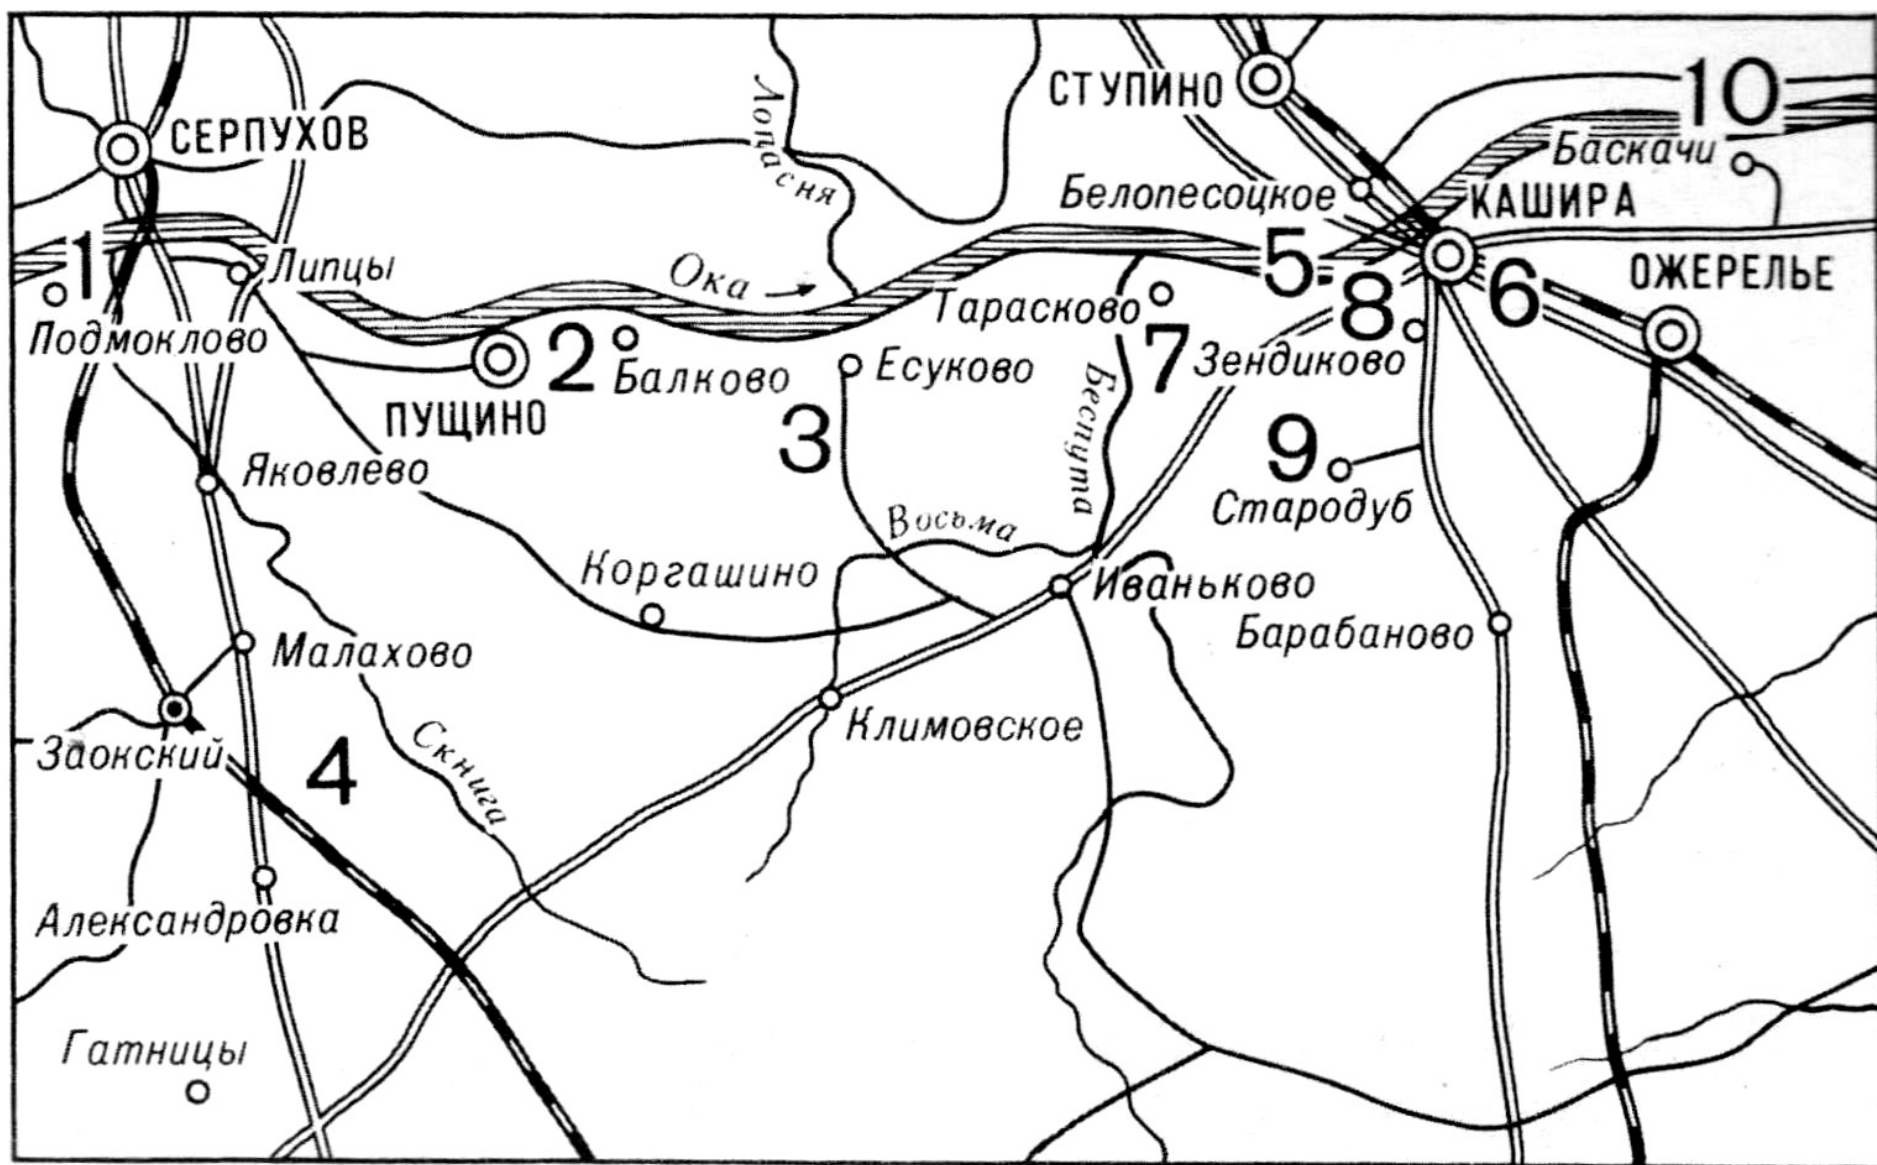 10
СТУПИНО
СЕРПУХОВ
Лопасня
Баскачи
Белопесоцкое
КАШИРА
1
Липцы
Ока
5
6
ОЖЕРЕЛЬЕ
Тарасково
8
Подмоклово
2
Балково
Есуково
7
Зендиково
ПУЩИНО
Беспута
3
9
Яковлево
Стародуб
Восьма
Коргашино
Иваньково
Барабаново
Малахово
Климовское
Заокский
4
Скнига
Александровка
Гатницы